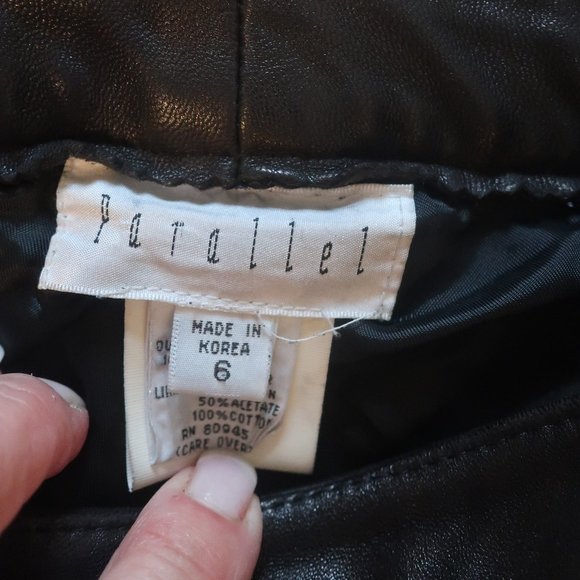 Parallel
MADE IN
KOREA
6
50% ACETATE
100% COTTON
RN 80945
(CARE OVER)